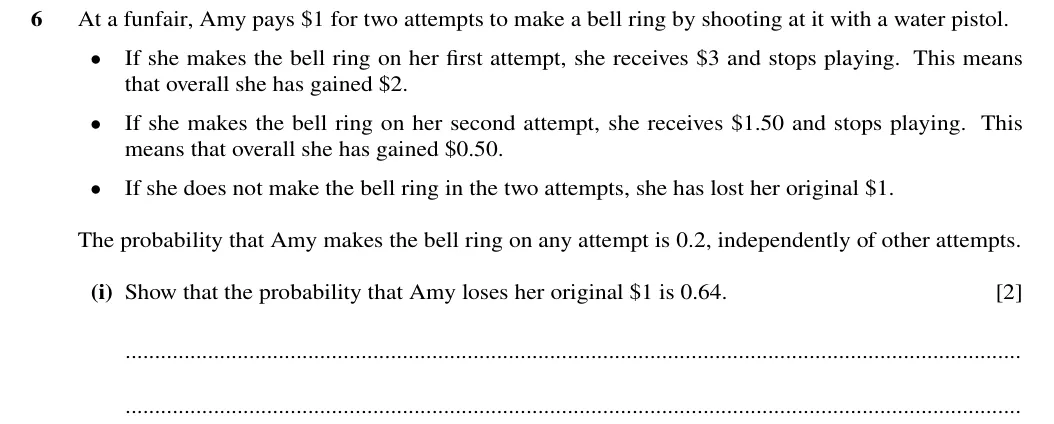 6 At a funfair, Amy pays $1 for two attempts to make a bell ring by shooting at it with a water pistol.
• If she makes the bell ring on her first attempt, she receives $3 and stops playing. This means
that overall she has gained $2.
• If she makes the bell ring on her second attempt, she receives $1.50 and stops playing. This
means that overall she has gained $0.50.
• If she does not make the bell ring in the two attempts, she has lost her original $1.
The probability that Amy makes the bell ring on any attempt is 0.2, independently of other attempts.
(i) Show that the probability that Amy loses her original $1 is 0.64. [2]